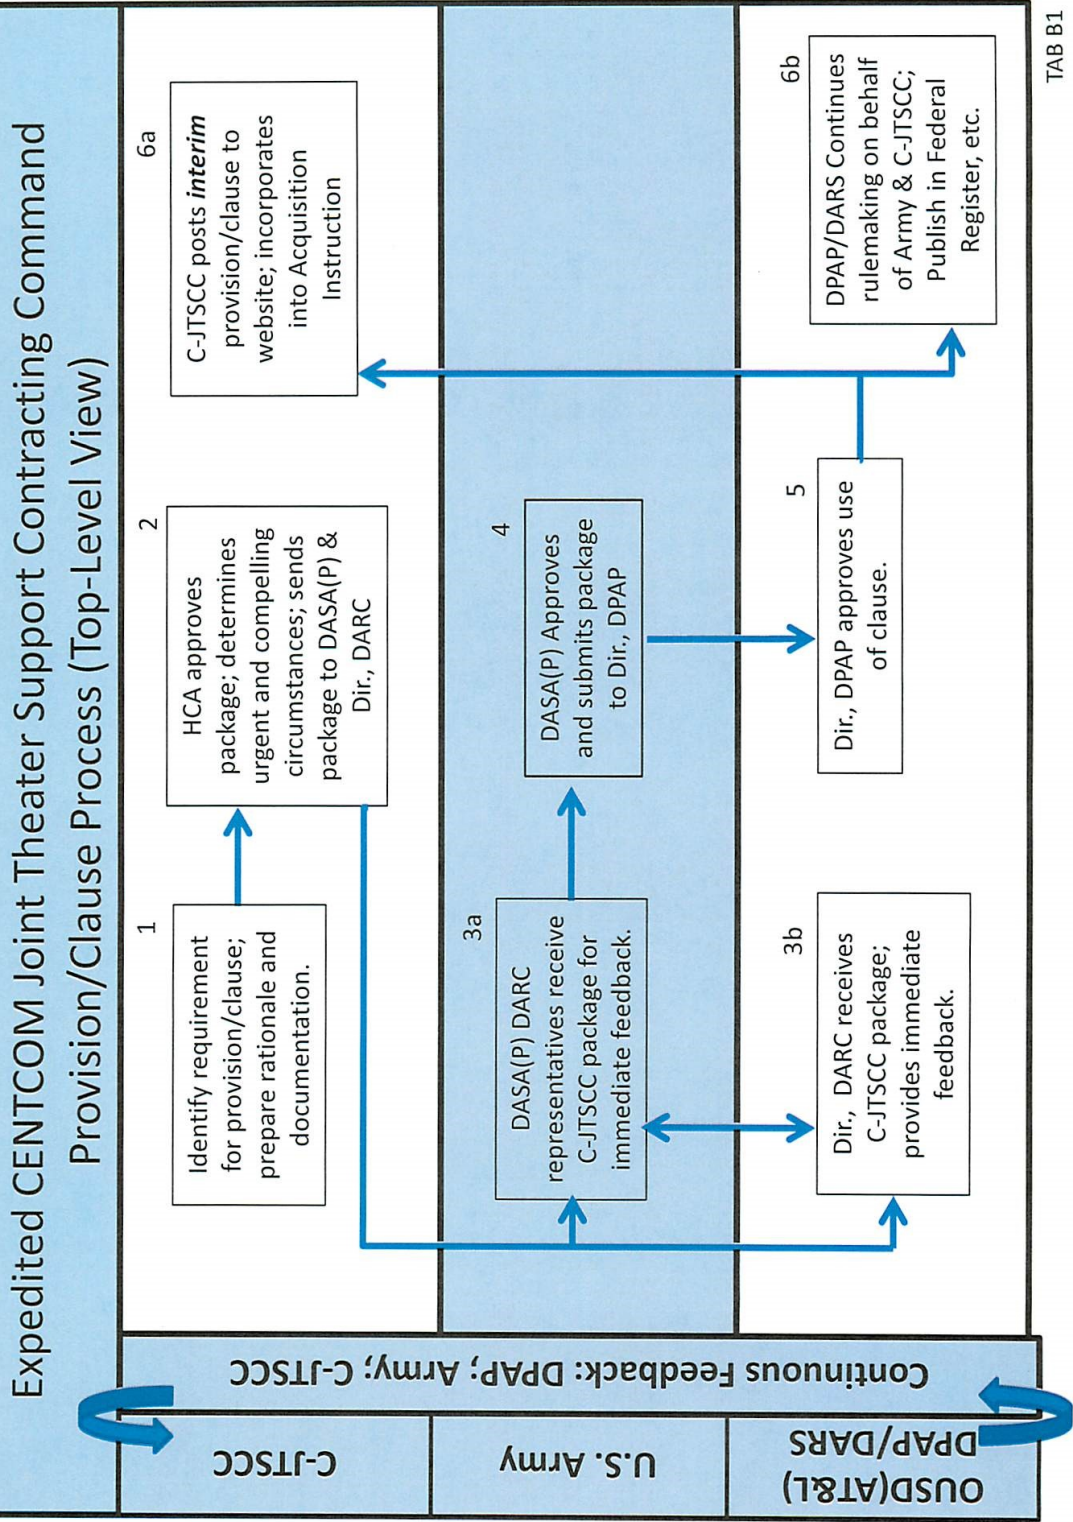 Expedited CENTCOM Joint Theater Support Contracting Command
Provision/Clause Process (Top-Level View)
C-JTSCC
U.S. Army
OUSD(AT&L)
DPAP/DARS
Continuous Feedback: DPAP; Army; C-JTSCC
1
Identify requirement
for provision/clause;
prepare rationale and
documentation.
2
HCA approves
package; determines
urgent and compelling
circumstances; sends
package to DASA(P) &
Dir., DARC
3a
DASA(P) DARC
representatives receive
C-JTSCC package for
immediate feedback.
3b
Dir., DARC receives
C-JTSCC package;
provides immediate
feedback.
4
DASA(P) Approves
and submits package
to Dir., DPAP
5
Dir., DPAP approves use
of clause.
6a
C-JTSCC posts interim
provision/clause to
website; incorporates
into Acquisition
Instruction
6b
DPAP/DARS Continues
rulemaking on behalf
of Army & C-JTSCC;
Publish in Federal
Register, etc.
TAB B1